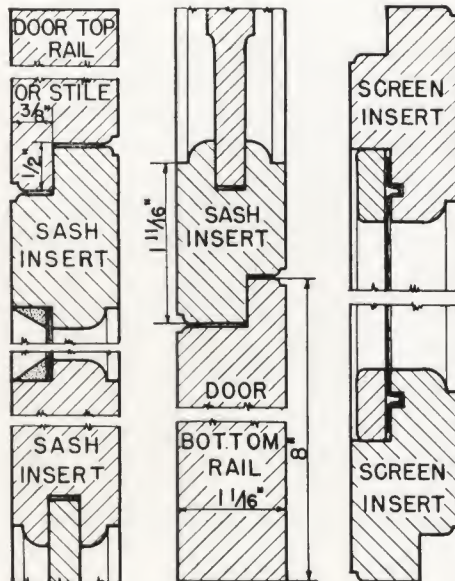 DOOR TOP
RAIL
OR STILE
3/8"
1/2"
SASH
INSERT
SASH
INSERT
1 11/16"
SASH
INSERT
DOOR
BOTTOM
RAIL
1 1/16"
8"
SCREEN
INSERT
SCREEN
INSERT